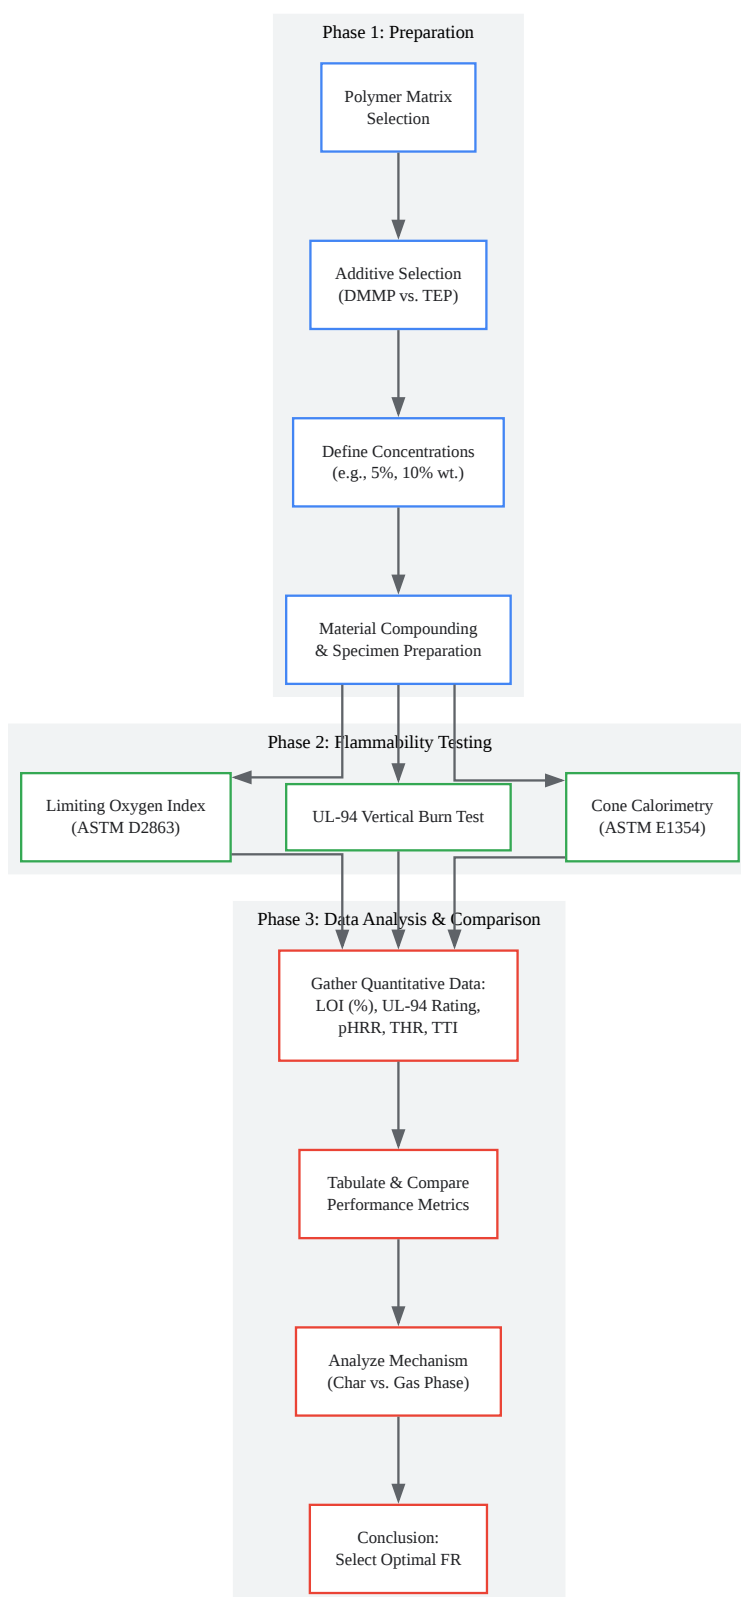 Phase 1: Preparation
Polymer Matrix
Selection
Additive Selection
(DMMP vs. TEP)
Define Concentrations
(e.g., 5%, 10% wt.)
Material Compounding
& Specimen Preparation
Phase 2: Flammability Testing
Limiting Oxygen Index
(ASTM D2863)
UL-94 Vertical Burn Test
Cone Calorimetry
(ASTM E1354)
Phase 3: Data Analysis & Comparison
Gather Quantitative Data:
LOI (%), UL-94 Rating,
pHRR, THR, TTI
Tabulate & Compare
Performance Metrics
Analyze Mechanism
(Char vs. Gas Phase)
Conclusion:
Select Optimal FR